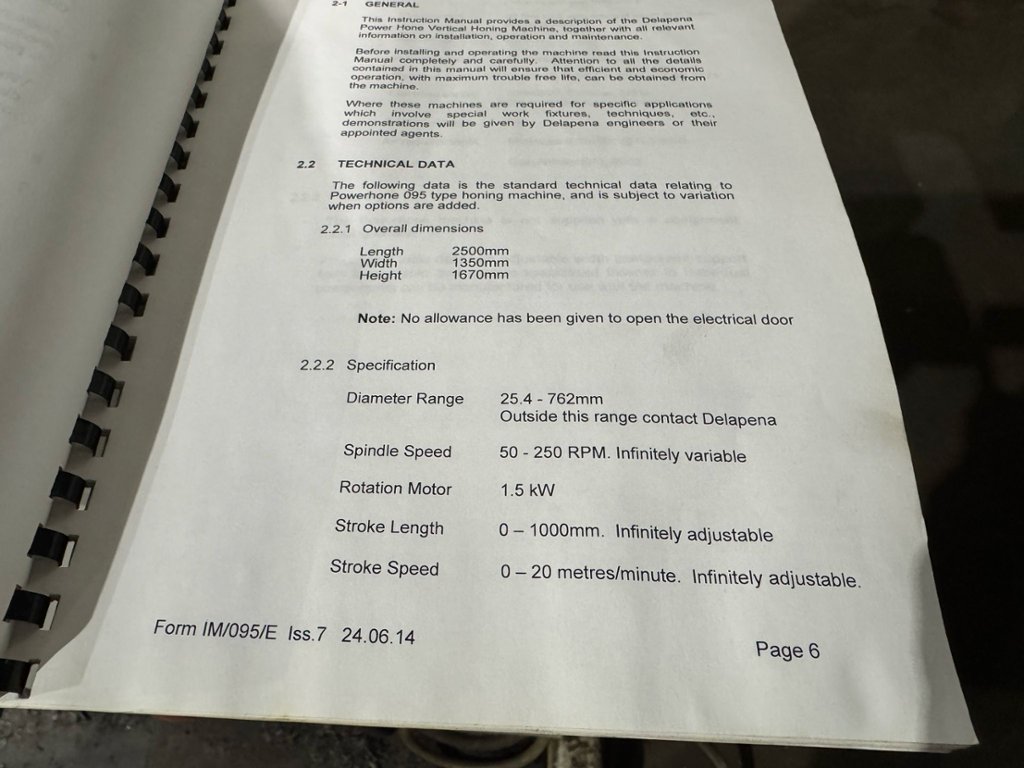 2-1 GENERAL
This Instruction Manual provides a description of the Delapena
Power Hone Vertical Honing Machine, together with all relevant
information on installation, operation and maintenance.
Before installing and operating the machine read this Instruction
Manual completely and carefully. Attention to all the details
contained in this manual will ensure that efficient and economic
operation, with maximum trouble free life, can be obtained from
the machine.
Where these machines are required for specific applications
which involve special work fixtures, techniques, etc.,
demonstrations will be given by Delapena engineers or their
appointed agents.
2.2 TECHNICAL DATA
The following data is the standard technical data relating to
Powerhone 095 type honing machine, and is subject to variation
when options are added.
2.2.1 Overall dimensions
Length 2500mm
Width 1350mm
Height 1670mm
Note: No allowance has been given to open the electrical door
2.2.2 Specification
Diameter Range 25.4 - 762mm
Outside this range contact Delapena
Spindle Speed 50 - 250 RPM. Infinitely variable
Rotation Motor 1.5 kW
Stroke Length 0 – 1000mm. Infinitely adjustable
Stroke Speed 0 – 20 metres/minute. Infinitely adjustable.
Form IM/095/E Iss.7 24.06.14
Page 6